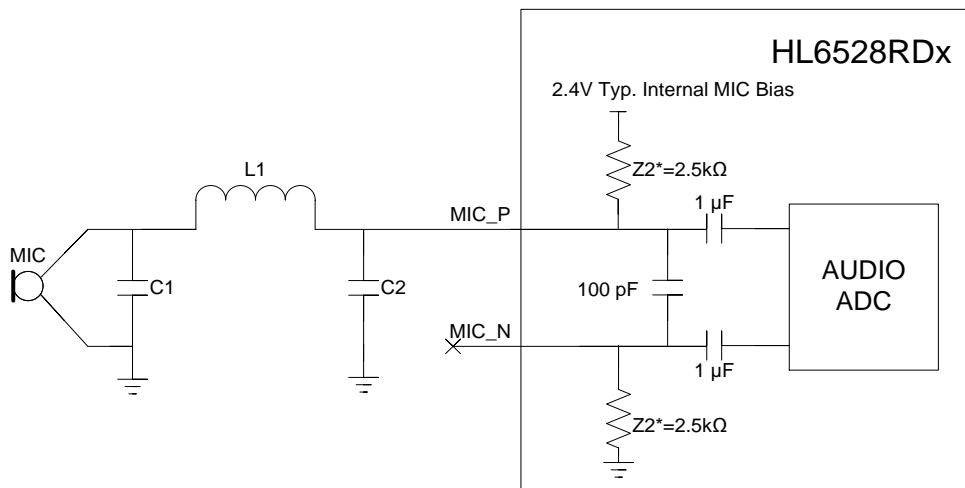 HL6528RDx
2.4V Typ. Internal MIC Bias
Z2*=2.5kΩ
L1
MIC_P
1 µF
MIC
C1
C2
100 pF
AUDIO
ADC
MIC_N
1 µF
Z2*=2.5kΩ